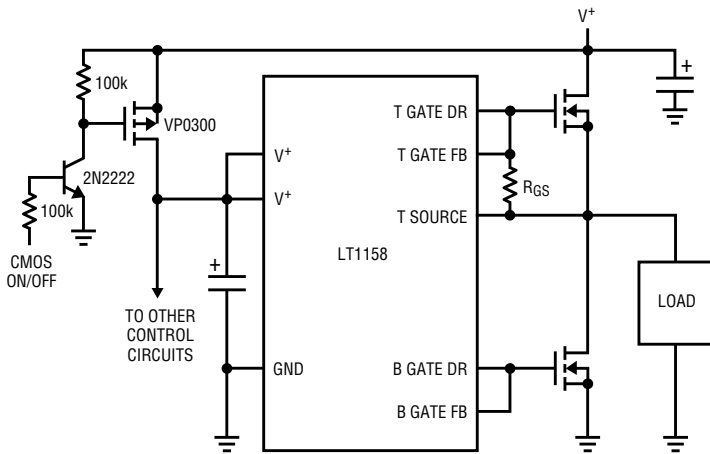 V+
100k
VP0300
2N2222
100k
CMOS
ON/OFF
TO OTHER
CONTROL
CIRCUITS
+
V+
V+
GND
LT1158
T GATE DR
T GATE FB
RGS
T SOURCE
B GATE DR
B GATE FB
+
LOAD